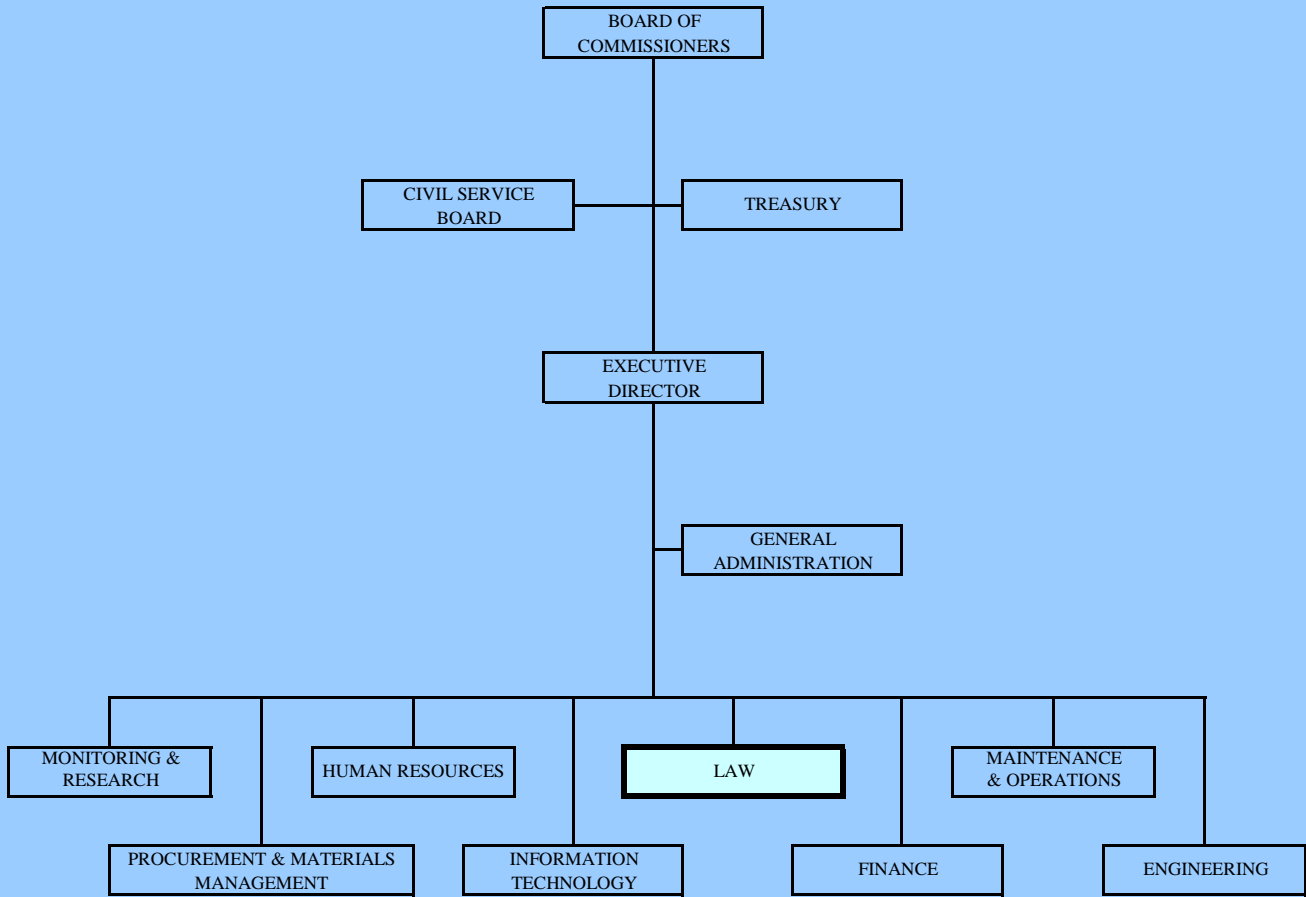 BOARD OF
COMMISSIONERS
CIVIL SERVICE
BOARD
TREASURY
EXECUTIVE
DIRECTOR
GENERAL
ADMINISTRATION
MONITORING &
RESEARCH
HUMAN RESOURCES
LAW
MAINTENANCE
& OPERATIONS
PROCUREMENT & MATERIALS
MANAGEMENT
INFORMATION
TECHNOLOGY
FINANCE
ENGINEERING